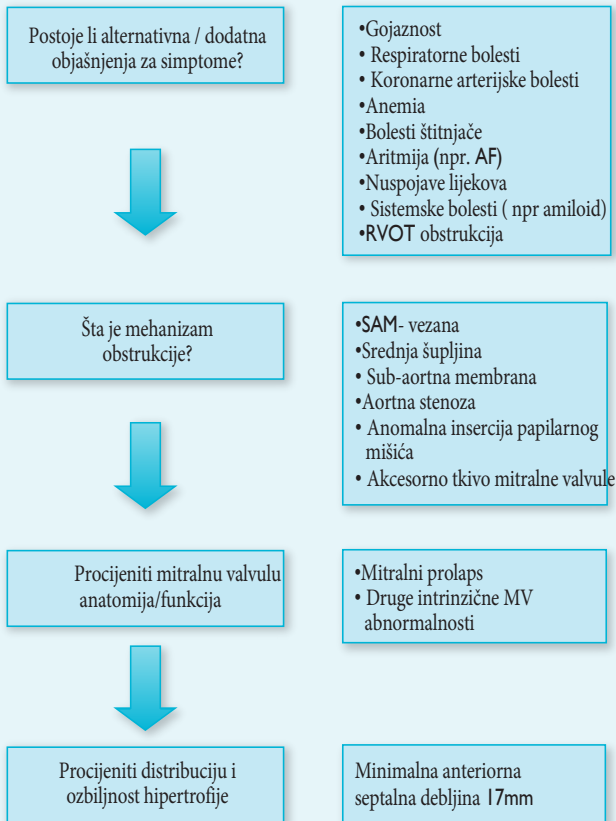 Postoje li alternativna / dodatna
objašnjenja za simptome?
•Gojaznost
• Respiratorne bolesti
• Koronarne arterijske bolesti
•Anemia
•Bolesti štitnjače
•Aritmija (npr. AF)
•Nuspojave lijekova
• Sistemske bolesti ( npr amiloid)
•RVOT obstrukcija
Šta je mehanizam
obstrukcije?
•SAM- vezana
•Srednja šupljina
• Sub-aortna membrana
•Aortna stenoza
• Anomalna insercija papilarnog
mišića
• Akcesorno tkivo mitralne valvule
Procijeniti mitralnu valvulu
anatomija/funkcija
•Mitralni prolaps
• Druge intrinzične MV
abnormalnosti
Procijeniti distribuciju i
ozbiljnost hipertrofije
Minimalna anteriorna
septalna debljina 17mm